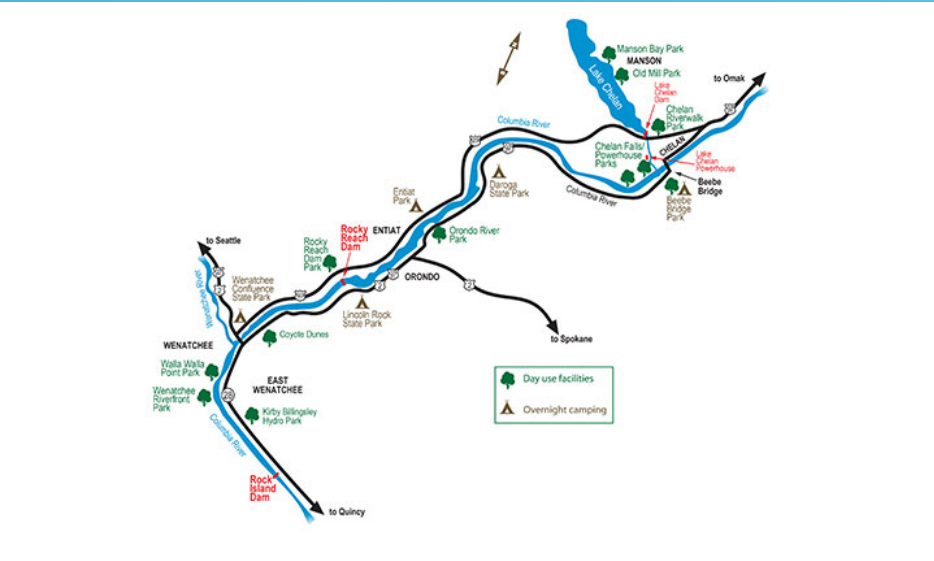 Manson Bay Park
MANSON
Old Mill Park
Lake Chelan
Lake
Chelan
Dam
to Omak
97
Chelan
Riverwalk
Park
CHELAN
Chelan Falls/
Powerhouse
Parks
Lake
Chelan
Powerhouse
Beebe
Bridge
Beebe
Bridge
Park
Columbia River
Columbia River
Daroga
State Park
Entiat
Park
ENTIAT
Orondo River
Park
Rocky
Reach
Dam
Rocky
Reach
Dam
Park
ORONDO
2
2
Lincoln Rock
State Park
to Spokane
to Seattle
2
Wenatchee River
Wenatchee
Confluence
State Park
Coyote Dunes
WENATCHEE
Walla Walla
Point Park
Wenatchee
Riverfront
Park
28
EAST
WENATCHEE
Kirby Billingsley
Hydro Park
Columbia River
Rock
Island
Dam
to Quincy
Day use facilities
Overnight camping